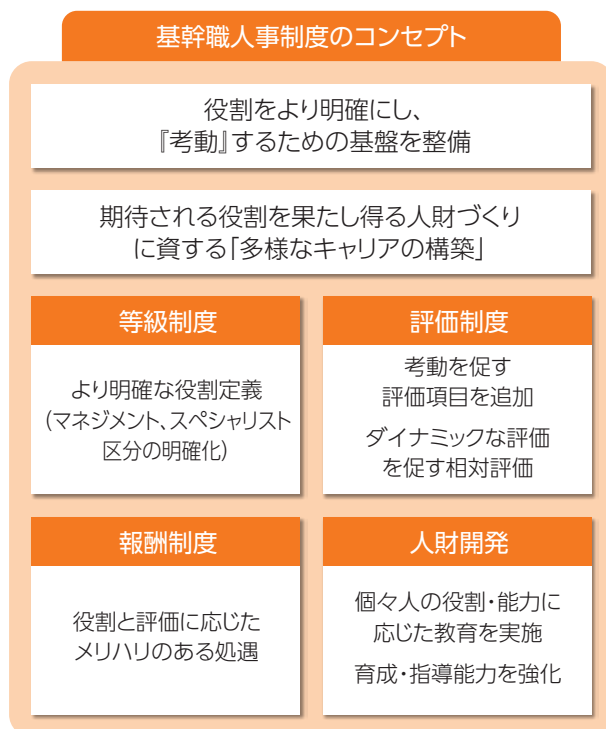 基幹職人事制度のコンセプト
役割をより明確にし、
『考動』するための基盤を整備
期待される役割を果たし得る人財づくり
に資する「多様なキャリアの構築」
等級制度
より明確な役割定義
(マネジメント、スペシャリスト
区分の明確化)
評価制度
考動を促す
評価項目を追加
ダイナミックな評価
を促す相対評価
報酬制度
役割と評価に応じた
メリハリのある処遇
人財開発
個々人の役割・能力に
応じた教育を実施
育成・指導能力を強化